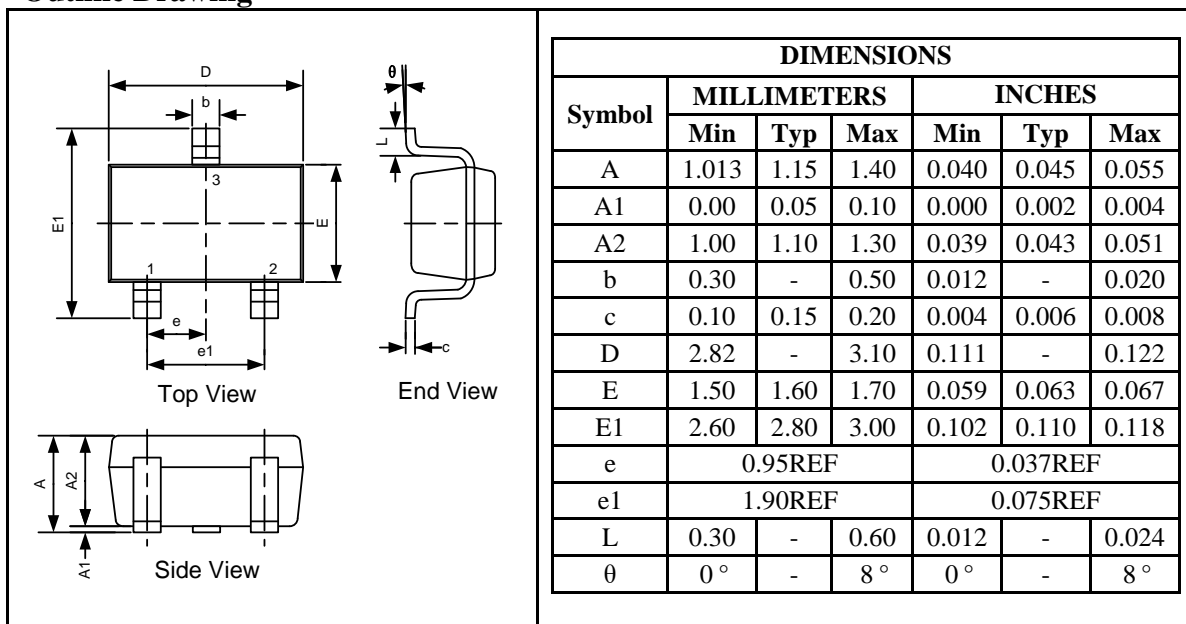 D
b
3
E1
E
1
2
e
e1
Top View
θ
L
c
End View
A
A2
A1
Side View
DIMENSIONS
Symbol MILLIMETERS INCHES
Min Typ Max Min Typ Max
A 1.013 1.15 1.40 0.040 0.045 0.055
A1 0.00 0.05 0.10 0.000 0.002 0.004
A2 1.00 1.10 1.30 0.039 0.043 0.051
b 0.30 - 0.50 0.012 - 0.020
c 0.10 0.15 0.20 0.004 0.006 0.008
D 2.82 - 3.10 0.111 - 0.122
E 1.50 1.60 1.70 0.059 0.063 0.067
E1 2.60 2.80 3.00 0.102 0.110 0.118
e 0.95REF 0.037REF
e1 1.90REF 0.075REF
L 0.30 - 0.60 0.012 - 0.024
θ 0° - 8° 0° - 8°